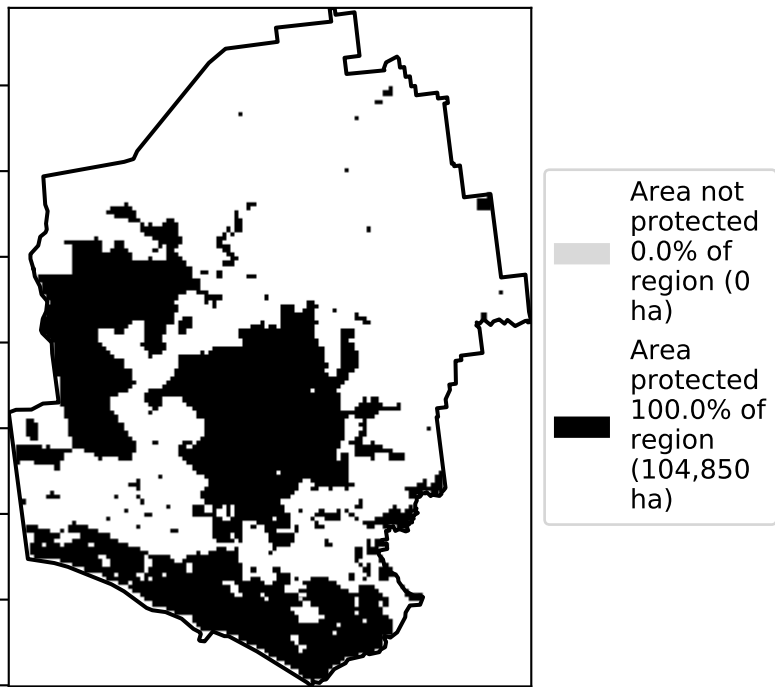 Area not
protected
0.0% of
region (0
ha)
Area
protected
100.0% of
region
(104,850
ha)